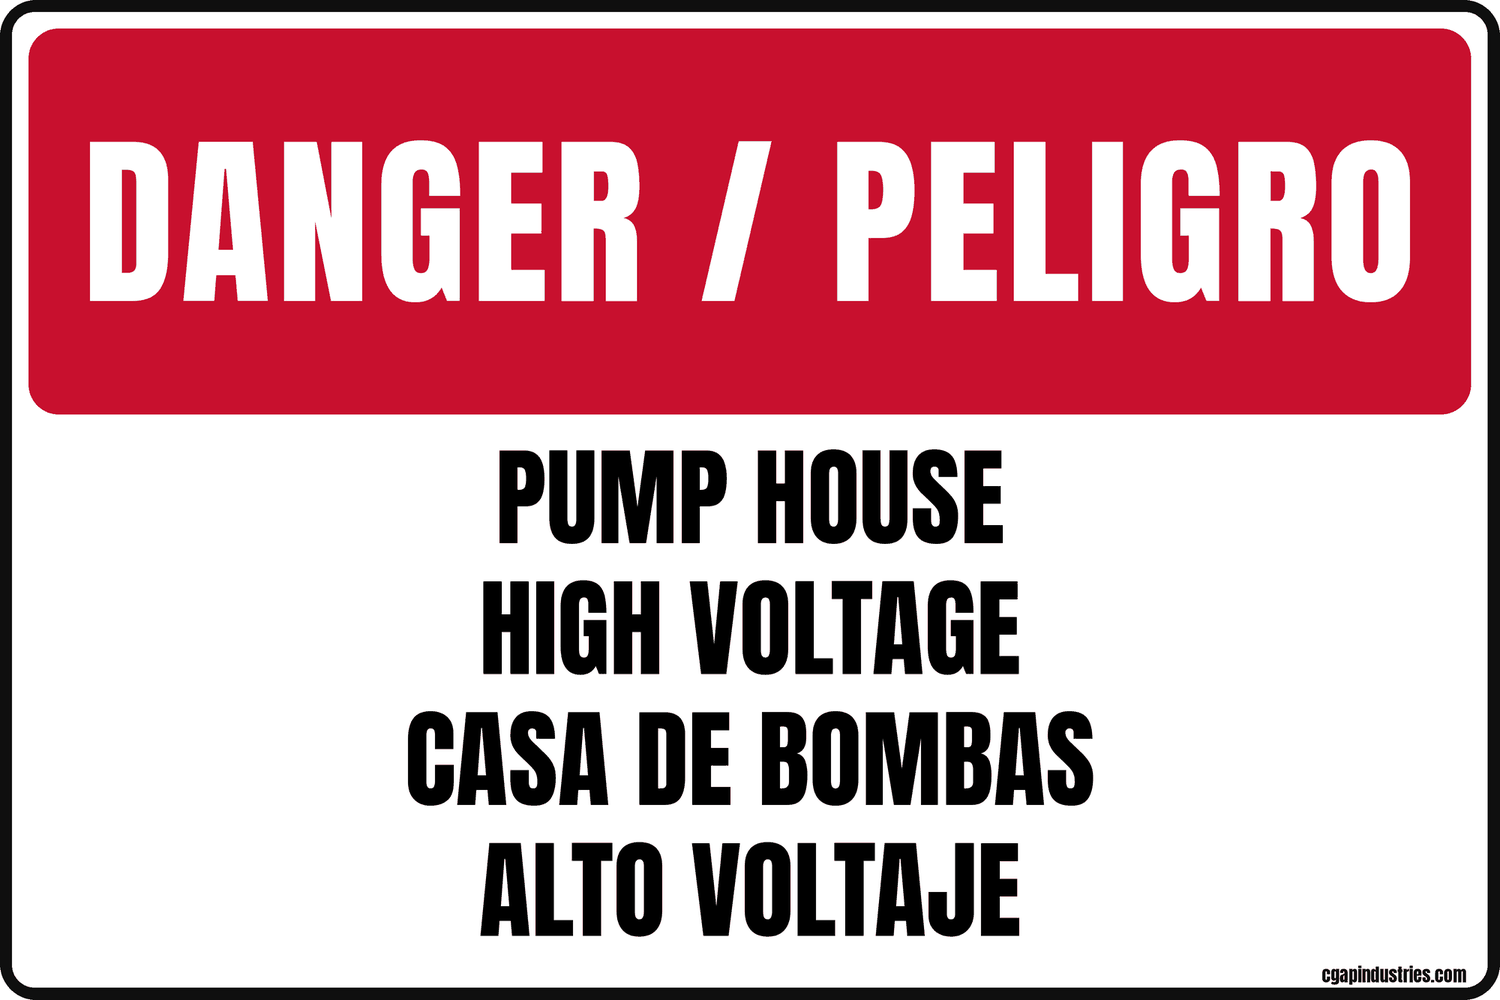 DANGER / PELIGRO
PUMP HOUSE
HIGH VOLTAGE
CASA DE BOMBAS
ALTO VOLTAJE
cgapindustries.com